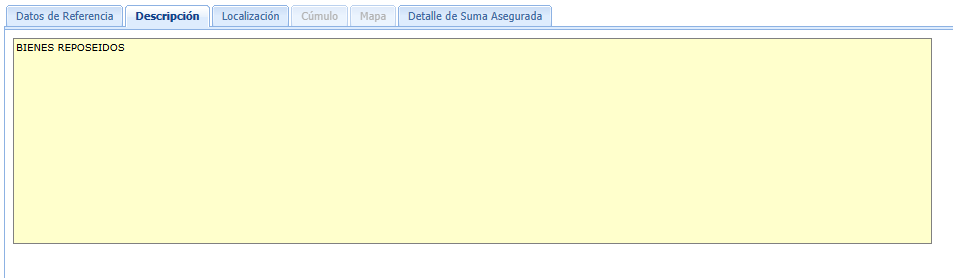 Datos de Referencia Descripción Localización Cúmulo Mapa Detalle de Suma Asegurada
BIENES REPOSEIDOS